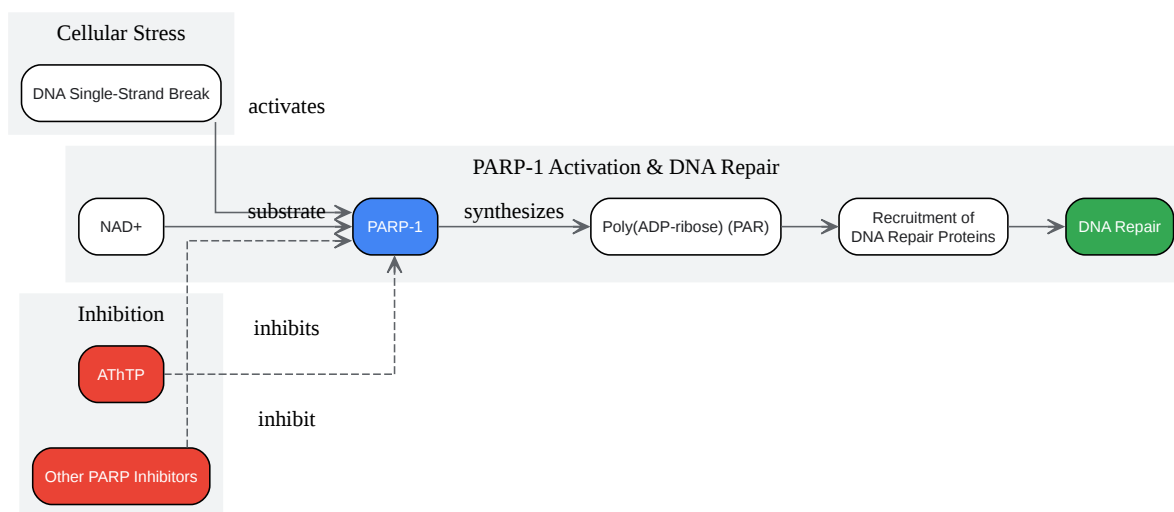 Cellular Stress
DNA Single-Strand Break
activates
PARP-1 Activation & DNA Repair
NAD+
substrate
PARP-1
synthesizes
Poly(ADP-ribose) (PAR)
Recruitment of
DNA Repair Proteins
DNA Repair
Inhibition
inhibits
AThTP
inhibit
Other PARP Inhibitors